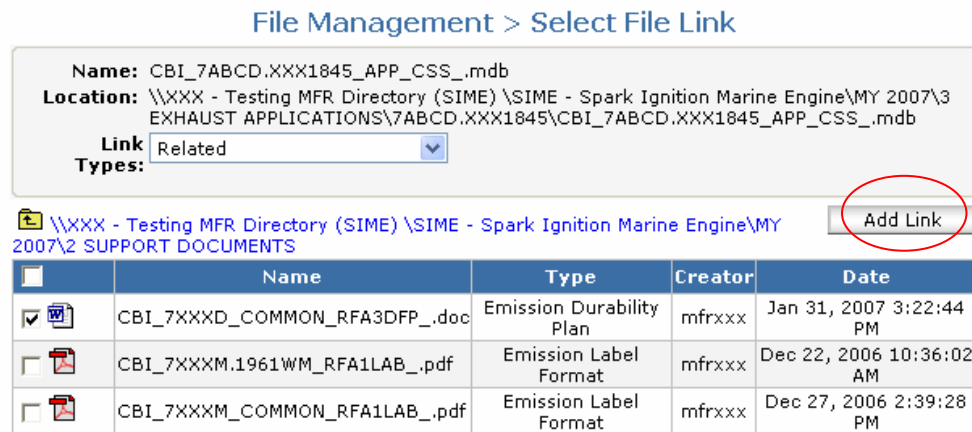 File Management > Select File Link
Name: CBI_7ABCD.XXX1845_APP_CSS_.mdb
Location: \\XXX - Testing MFR Directory (SIME) \SIME - Spark Ignition Marine Engine\MY 2007\3
EXHAUST APPLICATIONS\7ABCD.XXX1845\CBI_7ABCD.XXX1845_APP_CSS_.mdb
Link Types: Related
\\XXX - Testing MFR Directory (SIME) \SIME - Spark Ignition Marine Engine\MY
2007\2 SUPPORT DOCUMENTS
Add Link
Name Type Creator Date
CBI_7XXXD_COMMON_RFA3DFP_.doc Emission Durability Plan mfrxxx Jan 31, 2007 3:22:44 PM
CBI_7XXXM.1961WM_RFA1LAB_.pdf Emission Label Format mfrxxx Dec 22, 2006 10:36:02 AM
CBI_7XXXM_COMMON_RFA1LAB_.pdf Emission Label Format mfrxxx Dec 27, 2006 2:39:28 PM